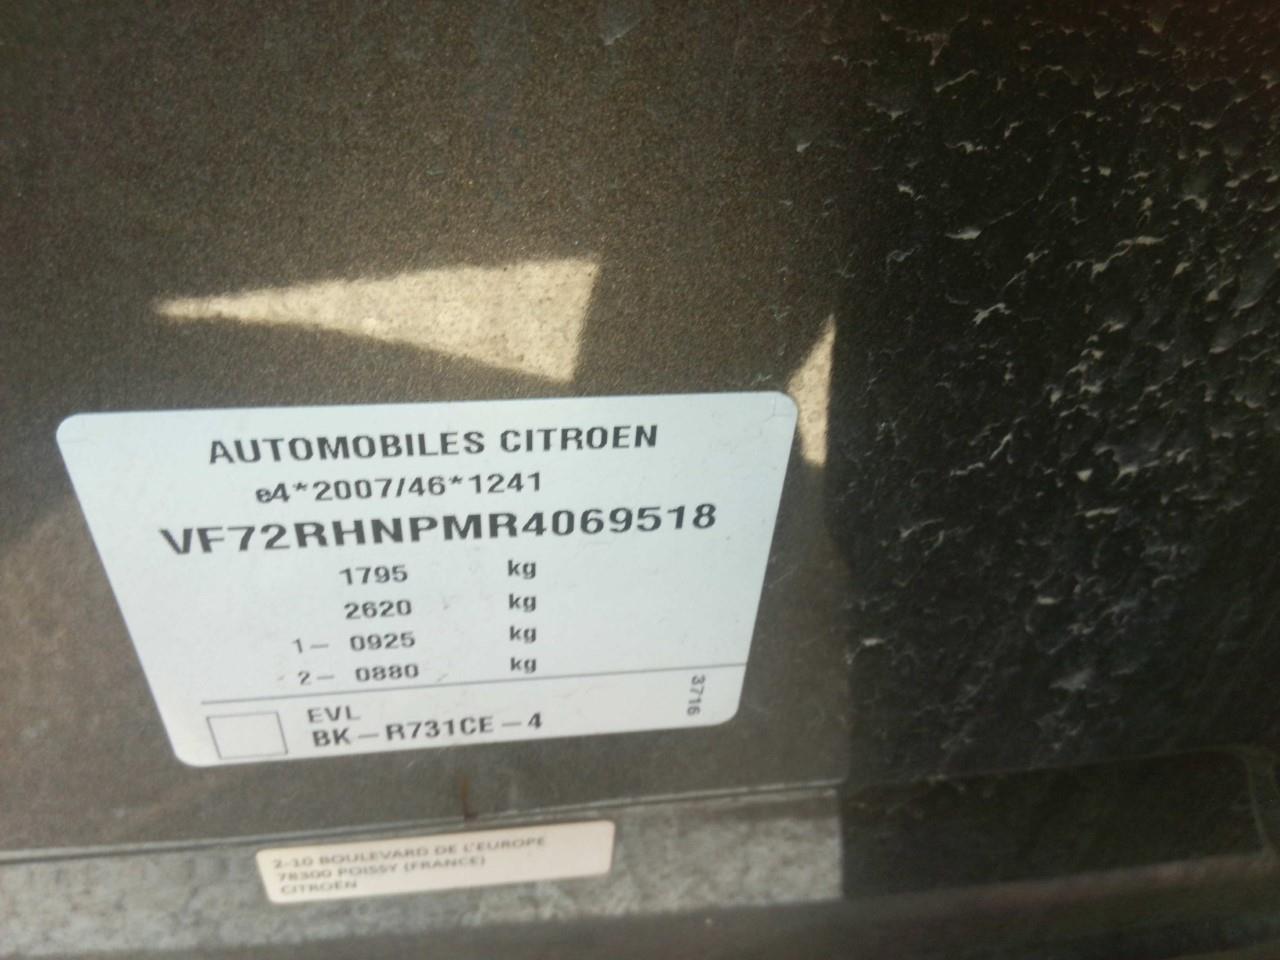 AUTOMOBILES CITROEN
e4*2007/46*1241
VF72RHNPMR4069518
1795 kg
2620 kg
1- 0925 kg
2- 0880 kg
3716
EVL
BK-R731CE-4
2-10 BOULEVARD DE L'EUROPE
78300 POISSY (FRANCE)
CITROËN